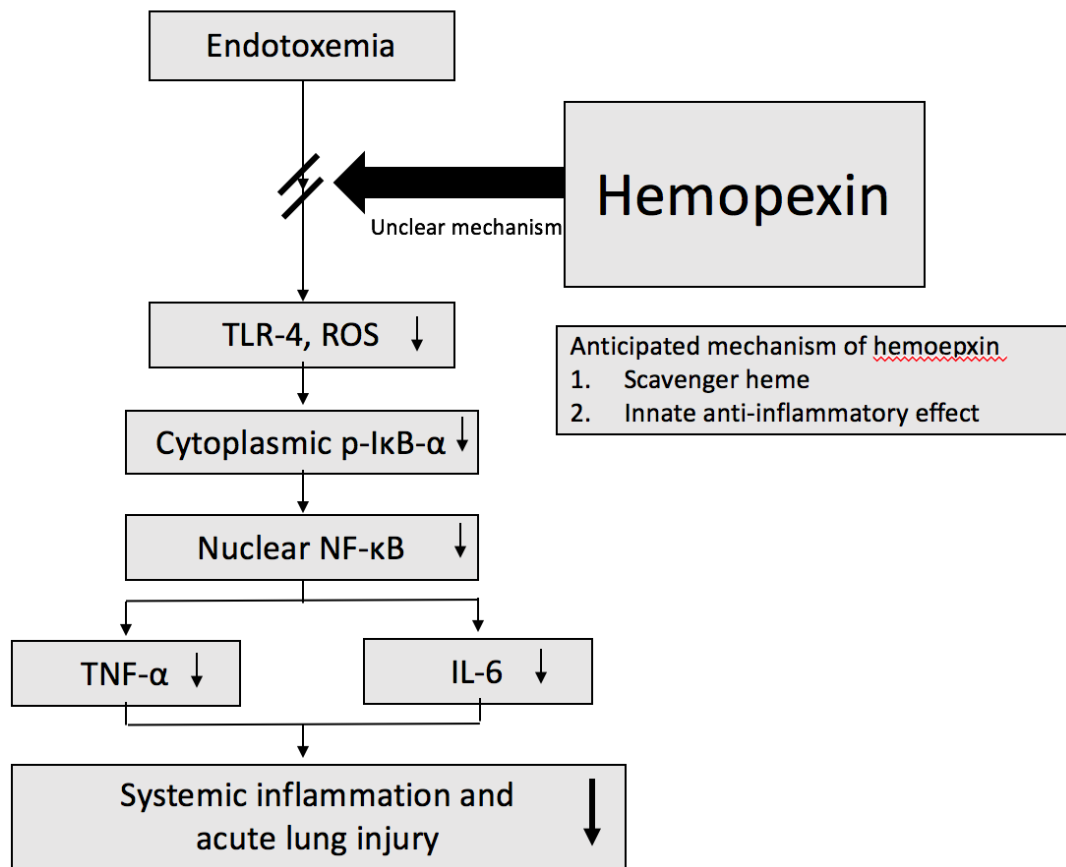 Endotoxemia
Hemopexin
Unclear mechanism
TLR-4, ROS
Anticipated mechanism of hemoepxin
1. Scavenger heme
2. Innate anti-inflammatory effect
Cytoplasmic p-IκB-α
Nuclear NF-κB
TNF-α
IL-6
Systemic inflammation and
acute lung injury